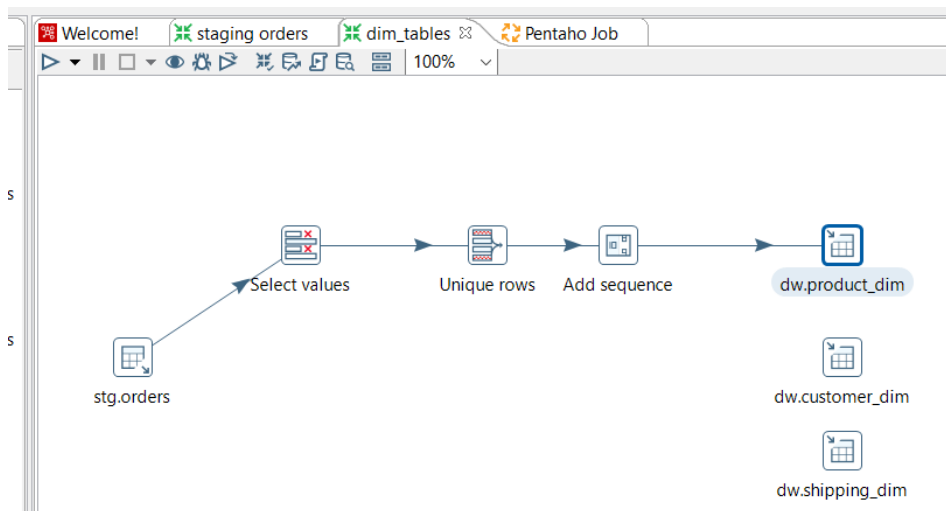 Welcome!
staging orders
dim_tables
Pentaho Job
100%
s
Select values
Unique rows
Add sequence
dw.product_dim
s
stg.orders
dw.customer_dim
dw.shipping_dim